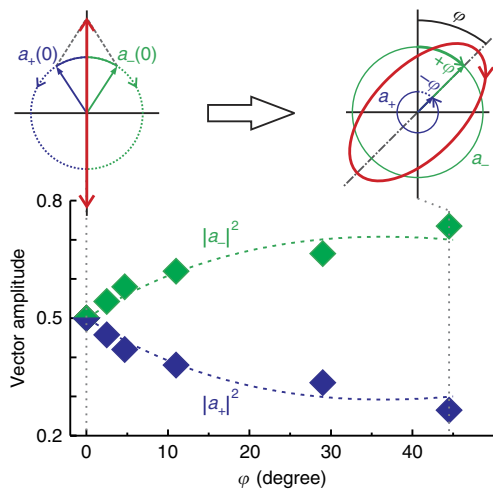 φ
a₊(0) a₋(0)
+φ
−φ
a₊
a₋
0.8
|a₋|²
0.5
Vector amplitude
|a₊|²
0.2
0 10 20 30 40
φ (degree)